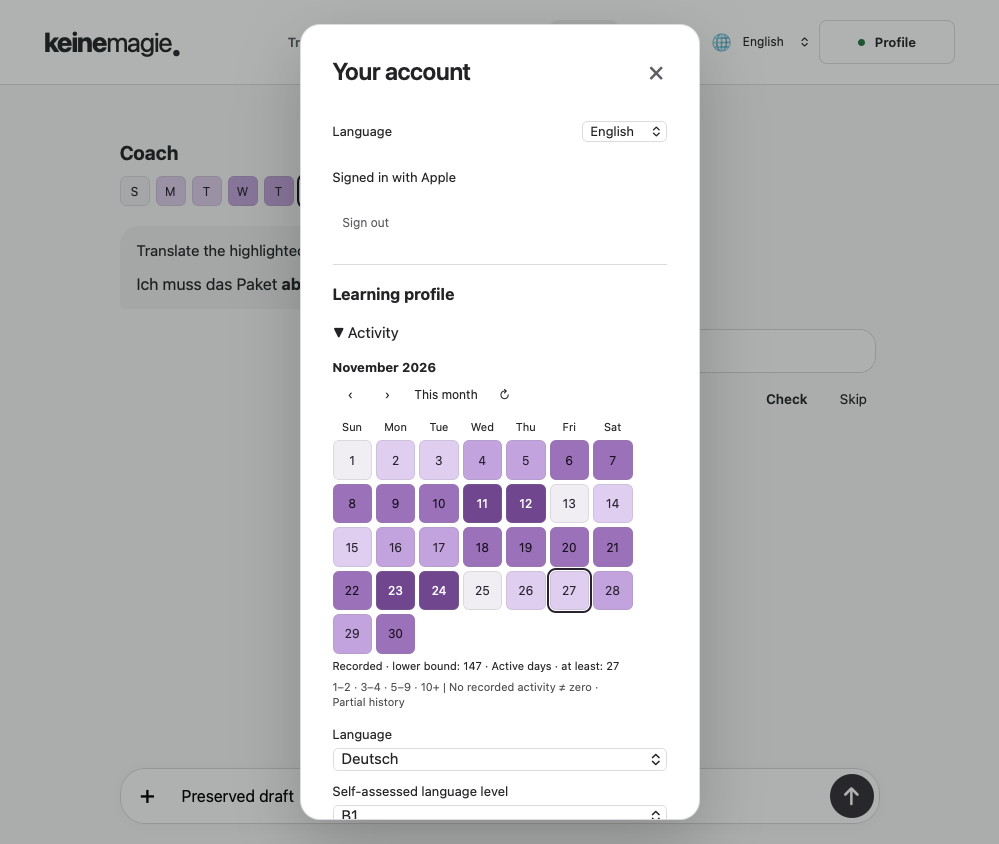 keinemagie.
Tr
English
Profile
Coach
S M T W T
Translate the highlighted
Ich muss das Paket ab
Check
Skip
Preserved draft
Your account
Language
English
Signed in with Apple
Sign out
Learning profile
Activity
November 2026
This month
Sun Mon Tue Wed Thu Fri Sat
1 2 3 4 5 6 7
8 9 10 11 12 13 14
15 16 17 18 19 20 21
22 23 24 25 26 27 28
29 30
Recorded · lower bound: 147 · Active days · at least: 27
1–2 · 3–4 · 5–9 · 10+ | No recorded activity ≠ zero ·
Partial history
Language
Deutsch
Self-assessed language level
B1